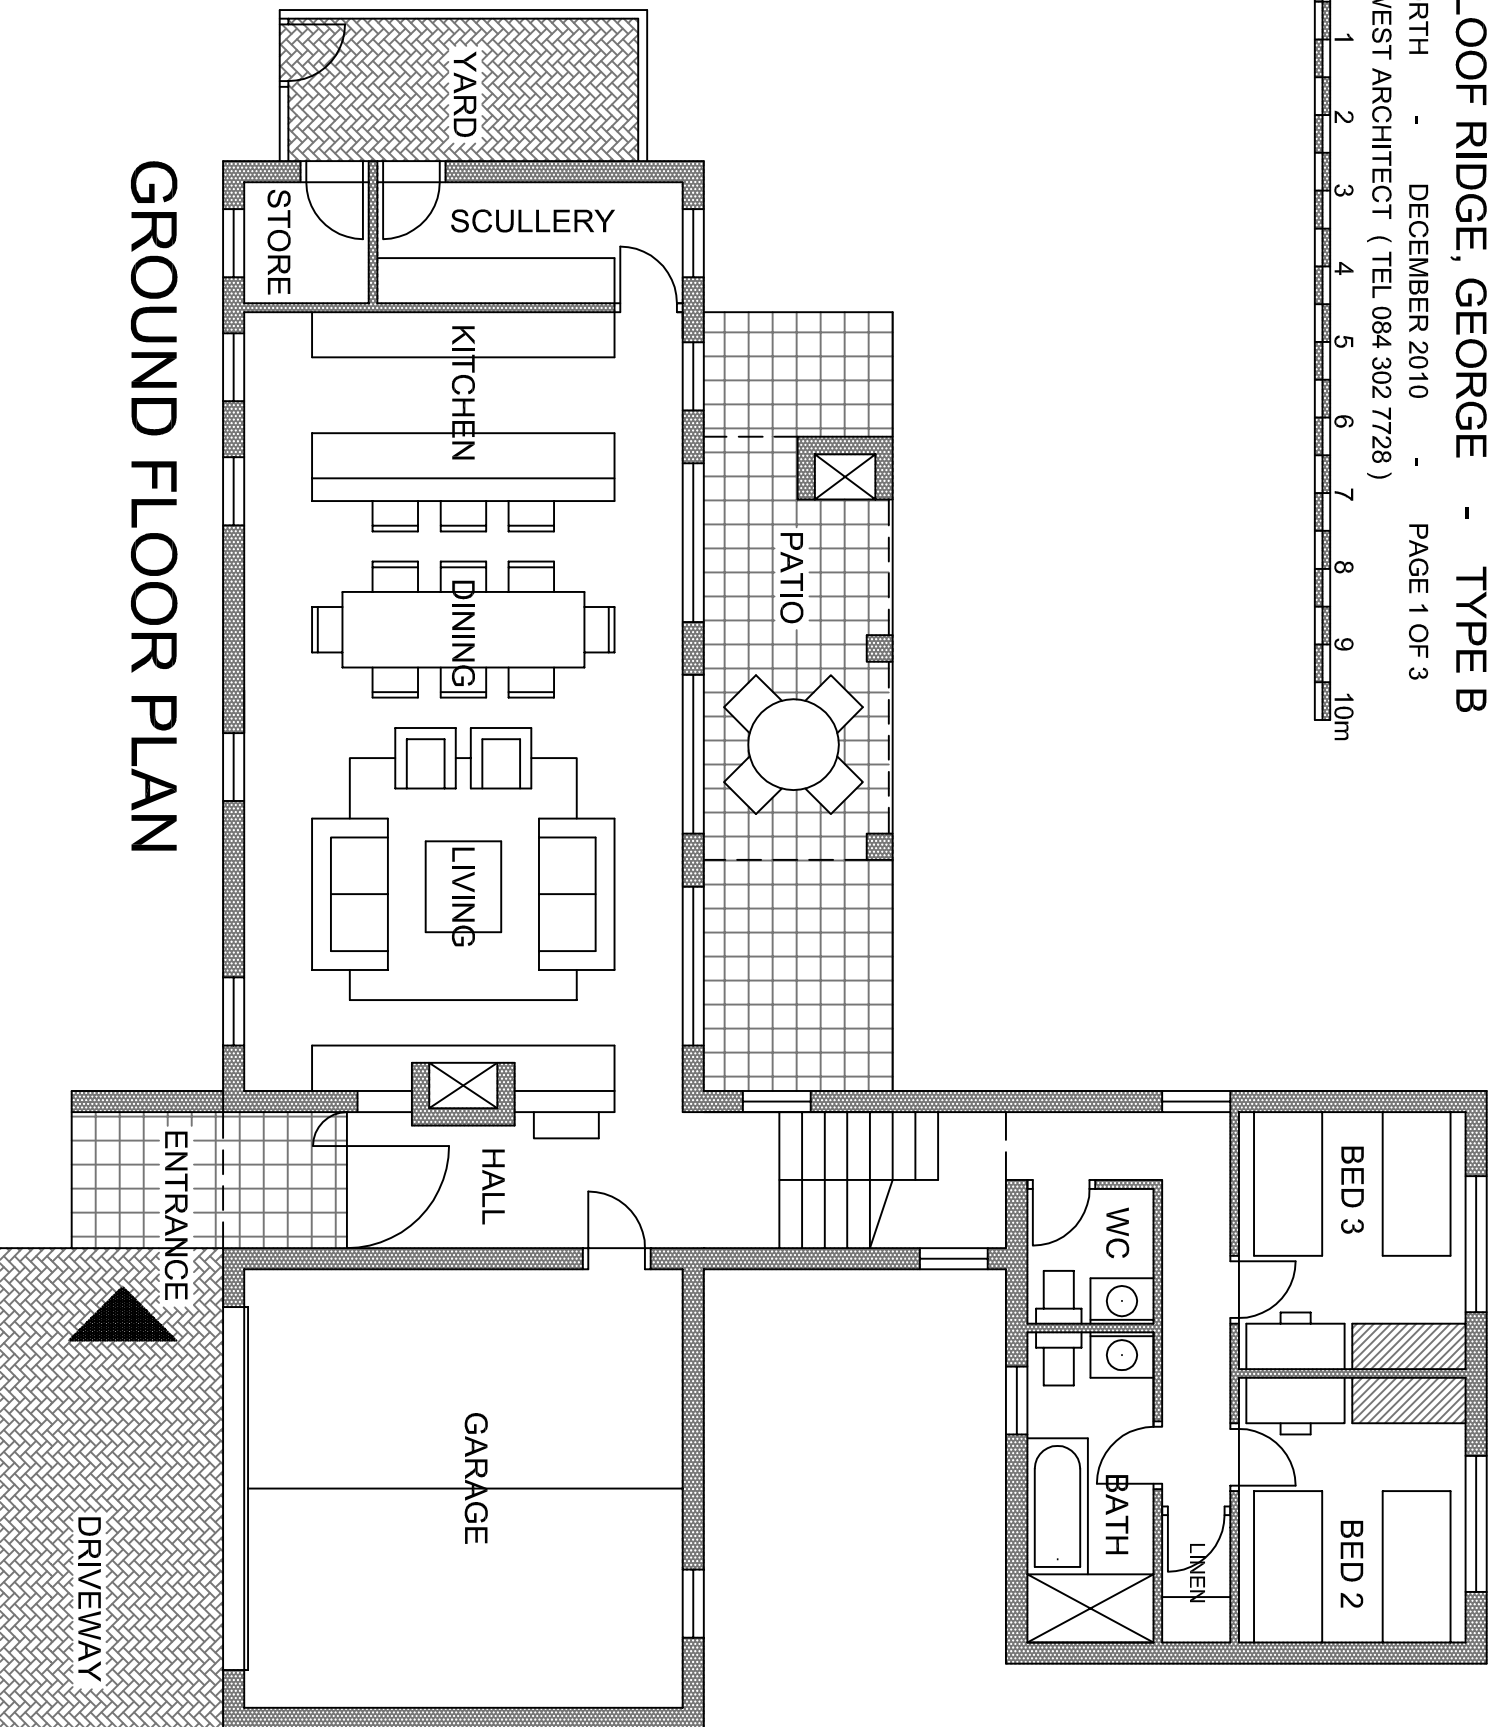 LOOF RIDGE, GEORGE - TYPE B
RTH - DECEMBER 2010 - PAGE 1 OF 3
WEST ARCHITECT ( TEL 084 302 7728 )
1 2 3 4 5 6 7 8 9 10m
BED 3
BED 2
LINEN
WC
BATH
PATIO
YARD
SCULLERY
STORE
KITCHEN
DINING
LIVING
HALL
GARAGE
ENTRANCE
DRIVEWAY
GROUND FLOOR PLAN